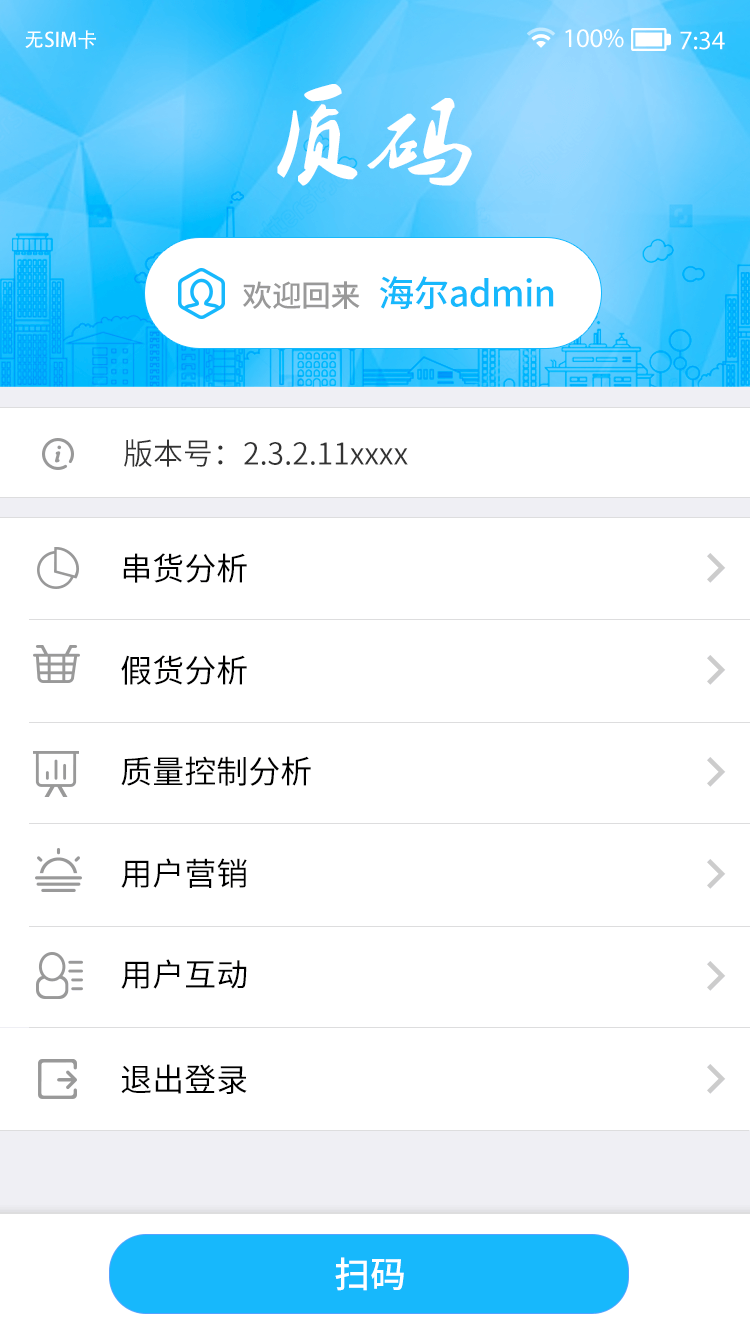 无SIM卡 100% 7:34
质码
欢迎回来 海尔admin
版本号：2.3.2.11xxxx
串货分析
假货分析
质量控制分析
用户营销
用户互动
退出登录
扫码